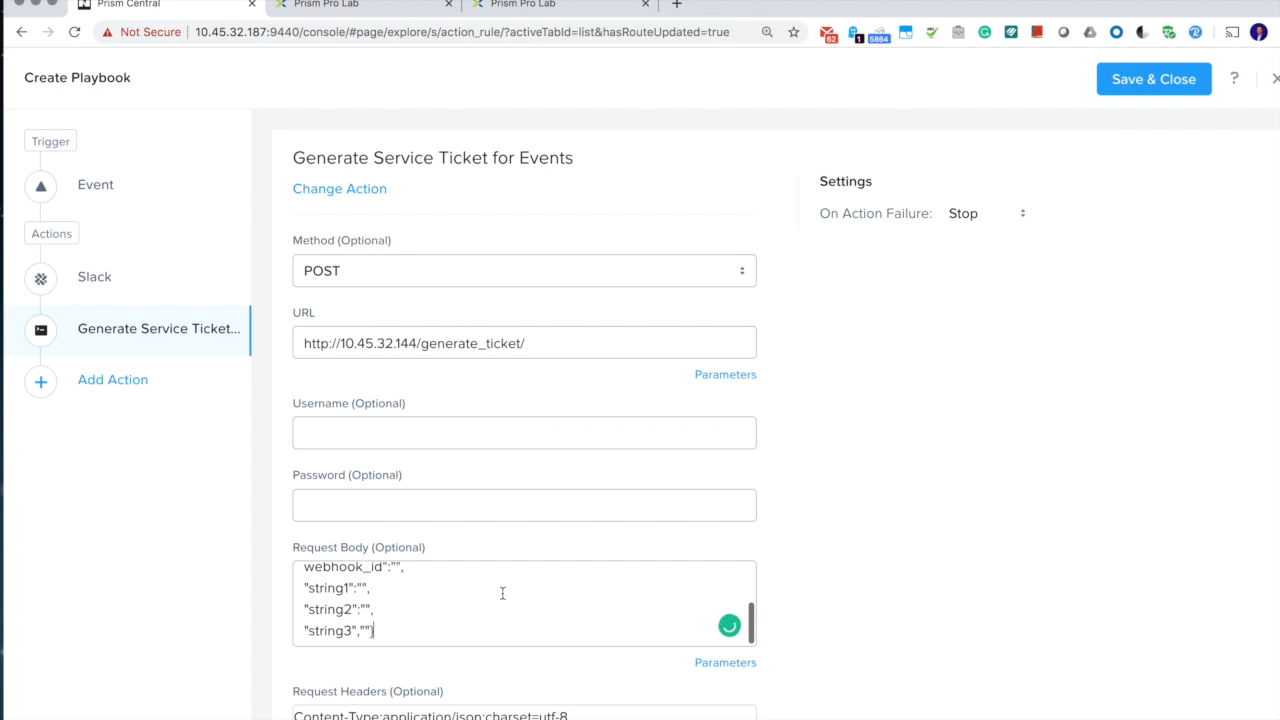 Prism Central
Prism Pro Lab
Prism Pro Lab
Not Secure
10.45.32.187:9440/console/#page/explore/s/action_rule/?activeTabId=list&hasRouteUpdated=true
62
1
5864
Create Playbook
Save & Close
?
Trigger
Event
Actions
Slack
Generate Service Ticket...
Add Action
Generate Service Ticket for Events
Change Action
Method (Optional)
POST
URL
http://10.45.32.144/generate_ticket/
Parameters
Username (Optional)
Password (Optional)
Request Body (Optional)
webhook_id":"",
"string1":"",
"string2":"",
"string3",""}
Parameters
Request Headers (Optional)
Content-Type:application/json;charset=utf-8
Settings
On Action Failure: Stop